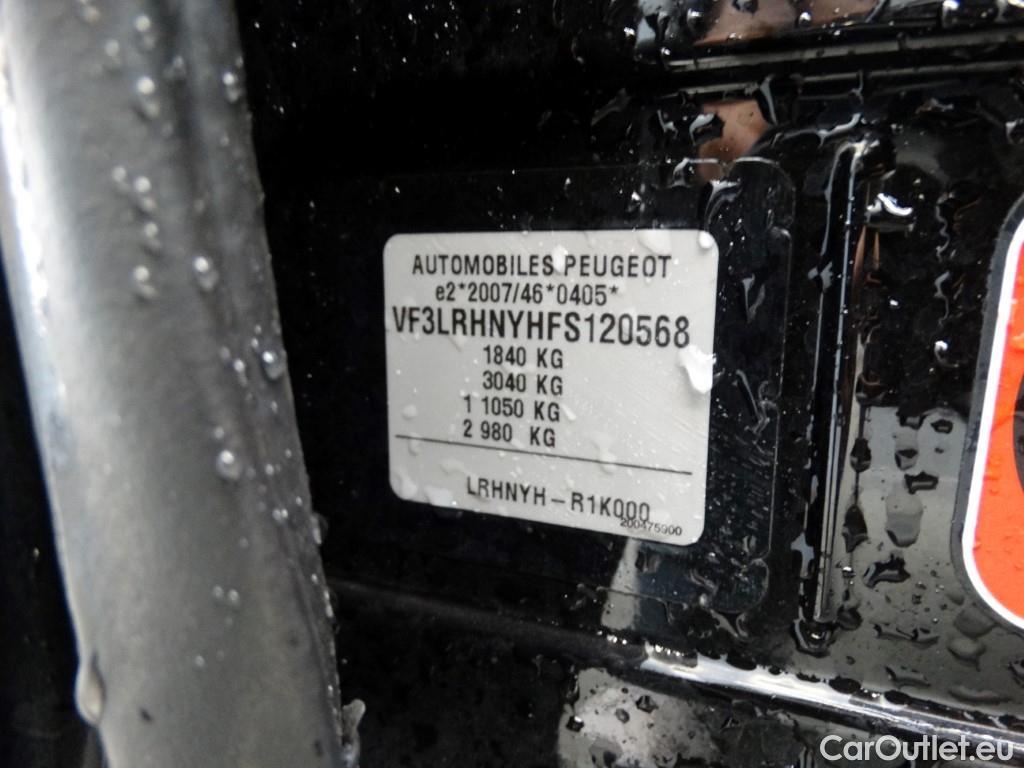 AUTOMOBILES PEUGEOT
e2*2007/46*0405*
VF3LRHNYHFS120568
1840 KG
3040 KG
1 1050 KG
2 980 KG
LRHNYH-R1K000
200475900
CarOutlet.eu